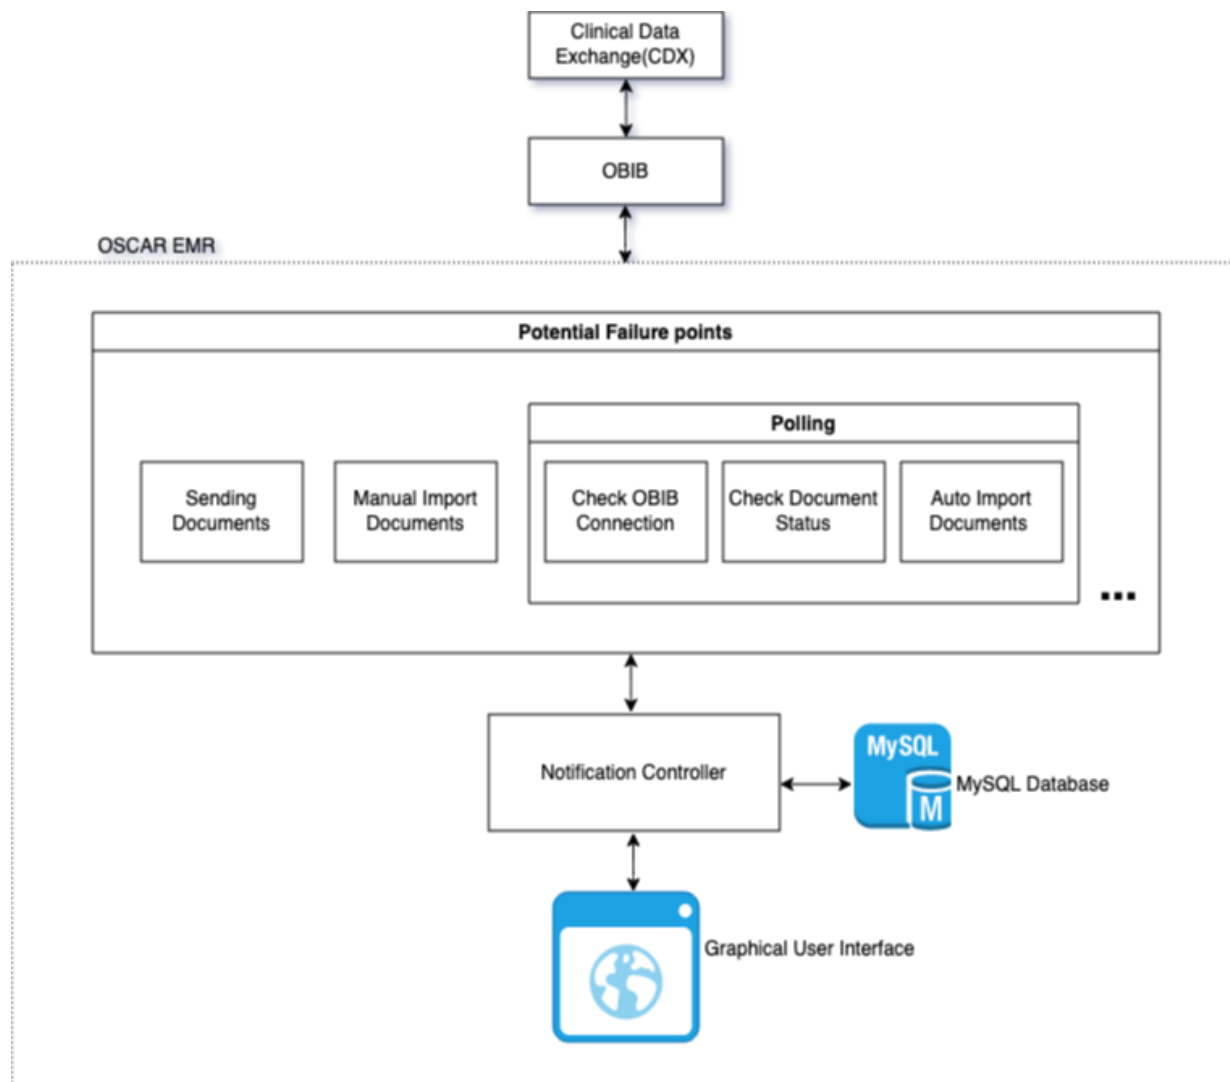 Clinical Data
Exchange(CDX)
OBIB
OSCAR EMR
Potential Failure points
Polling
Sending
Documents
Manual Import
Documents
Check OBIB
Connection
Check Document
Status
Auto Import
Documents
...
Notification Controller
MySQL
M
MySQL Database
Graphical User Interface